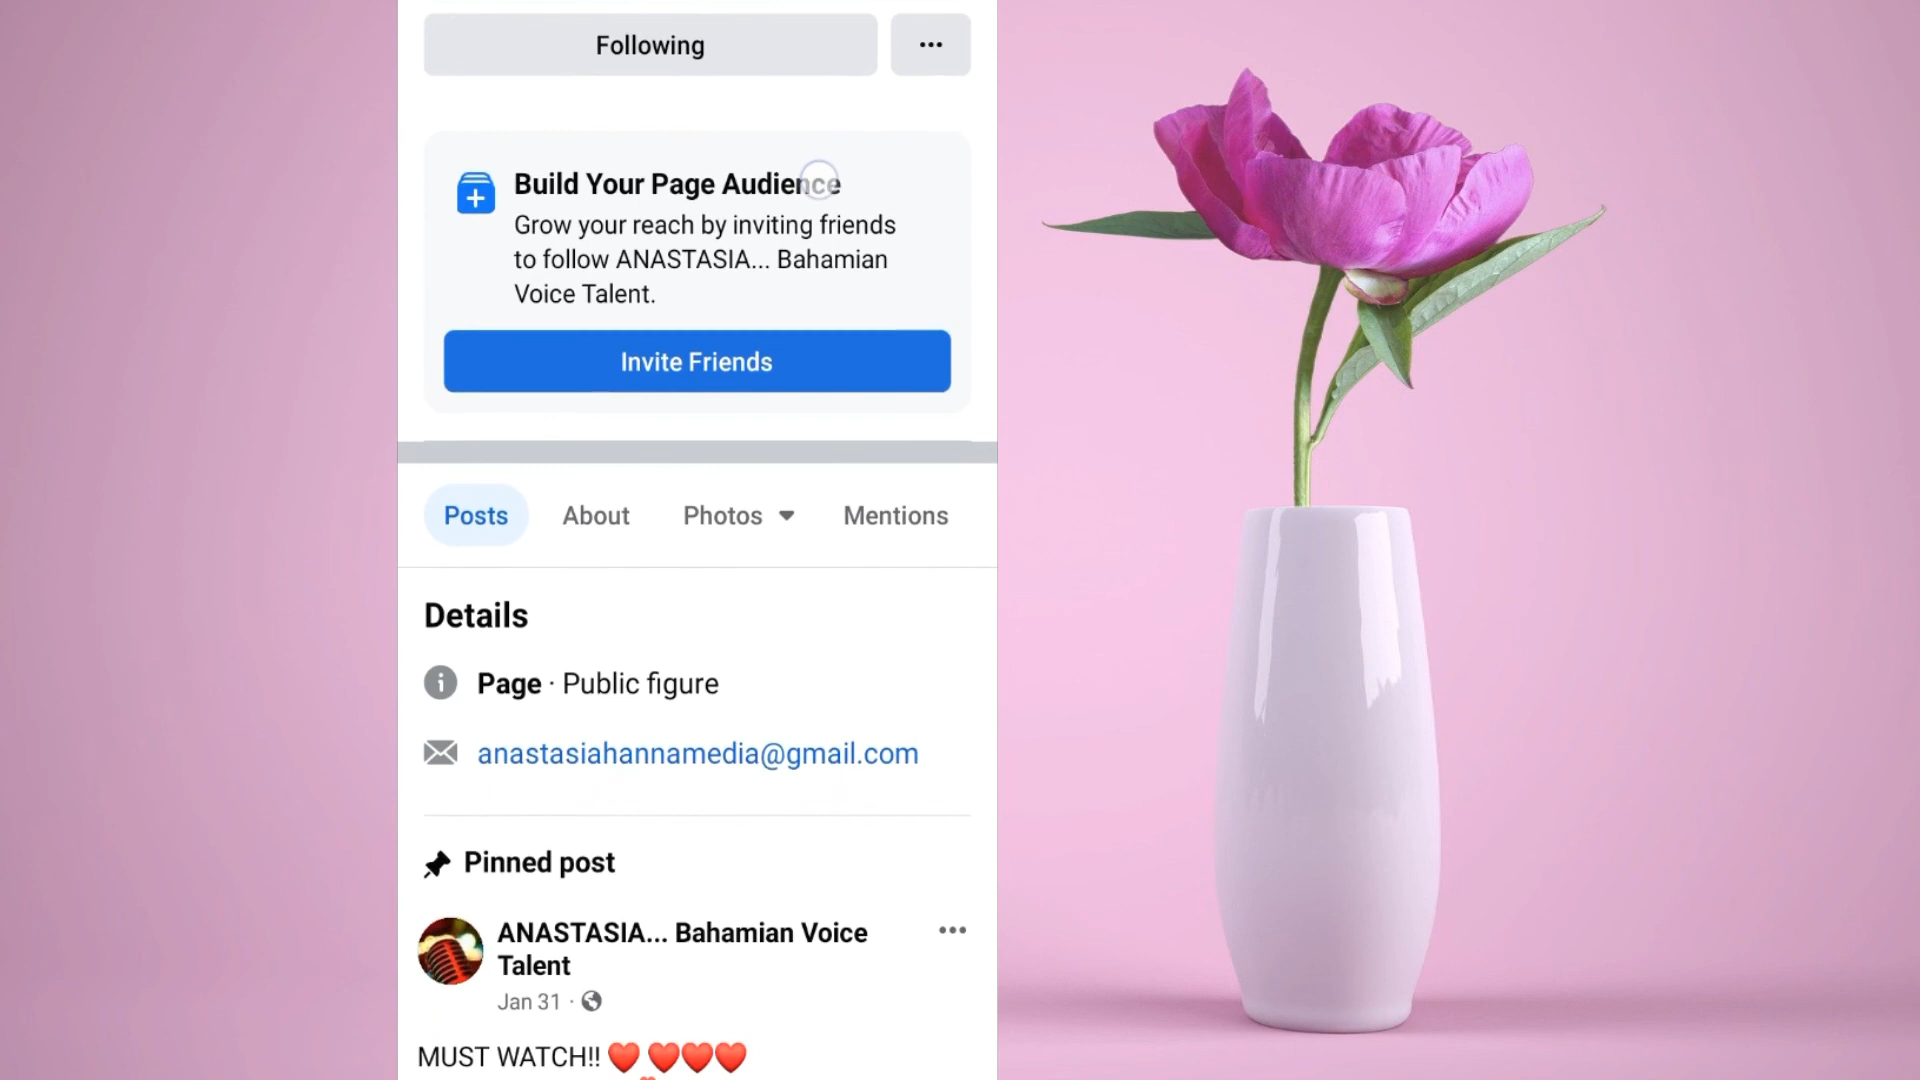 Following
Build Your Page Audience
Grow your reach by inviting friends
to follow ANASTASIA... Bahamian
Voice Talent.
Invite Friends
Posts About Photos Mentions
Details
Page · Public figure
anastasiahannamedia@gmail.com
Pinned post
ANASTASIA... Bahamian Voice
Talent
Jan 31 ·
MUST WATCH!! ❤️ ❤️❤️❤️